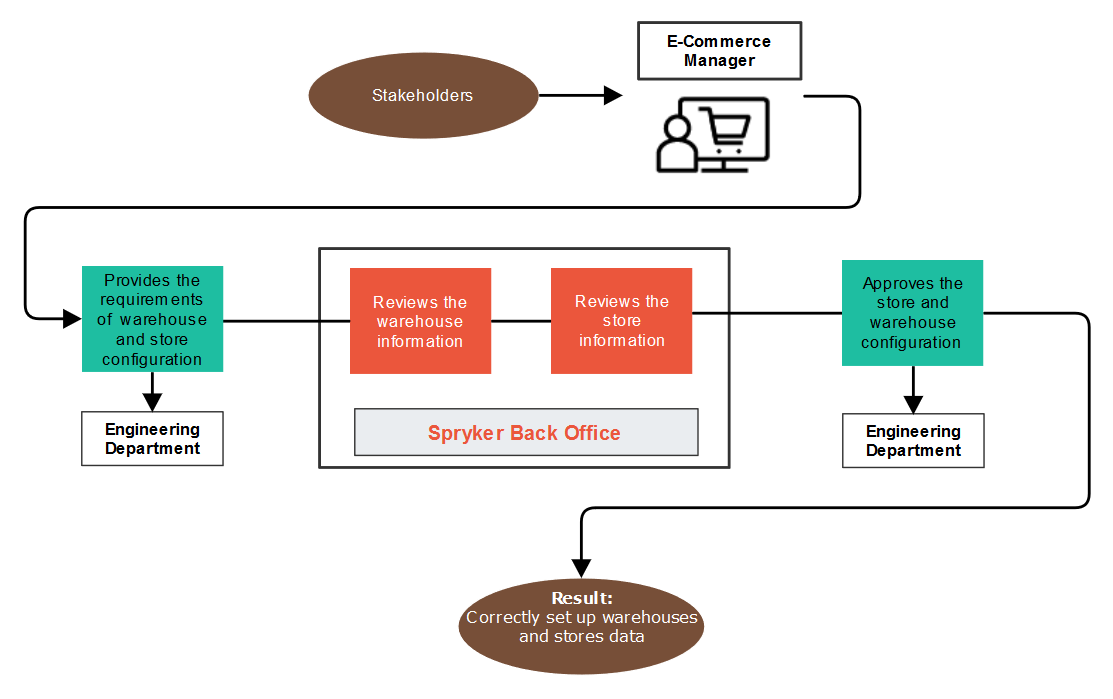 E-Commerce
Manager
Stakeholders
Provides the
requirements
of warehouse
and store
configuration
Reviews the
warehouse
information
Reviews the
store
information
Approves the
store and
warehouse
configuration
Engineering
Department
Spryker Back Office
Engineering
Department
Result:
Correctly set up warehouses
and stores data